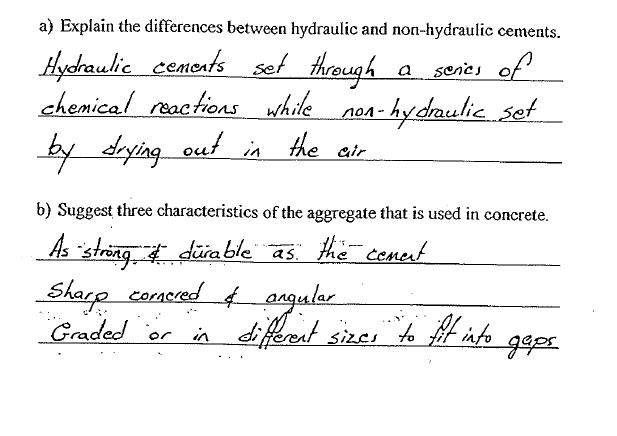 a) Explain the differences between hydraulic and non-hydraulic cements.
Hydraulic cements set through a series of
chemical reactions while non-hydraulic set
by drying out in the air
b) Suggest three characteristics of the aggregate that is used in concrete.
As strong & durable as the cement
Sharp cornered & angular
Graded or in different sizes to fit into gaps